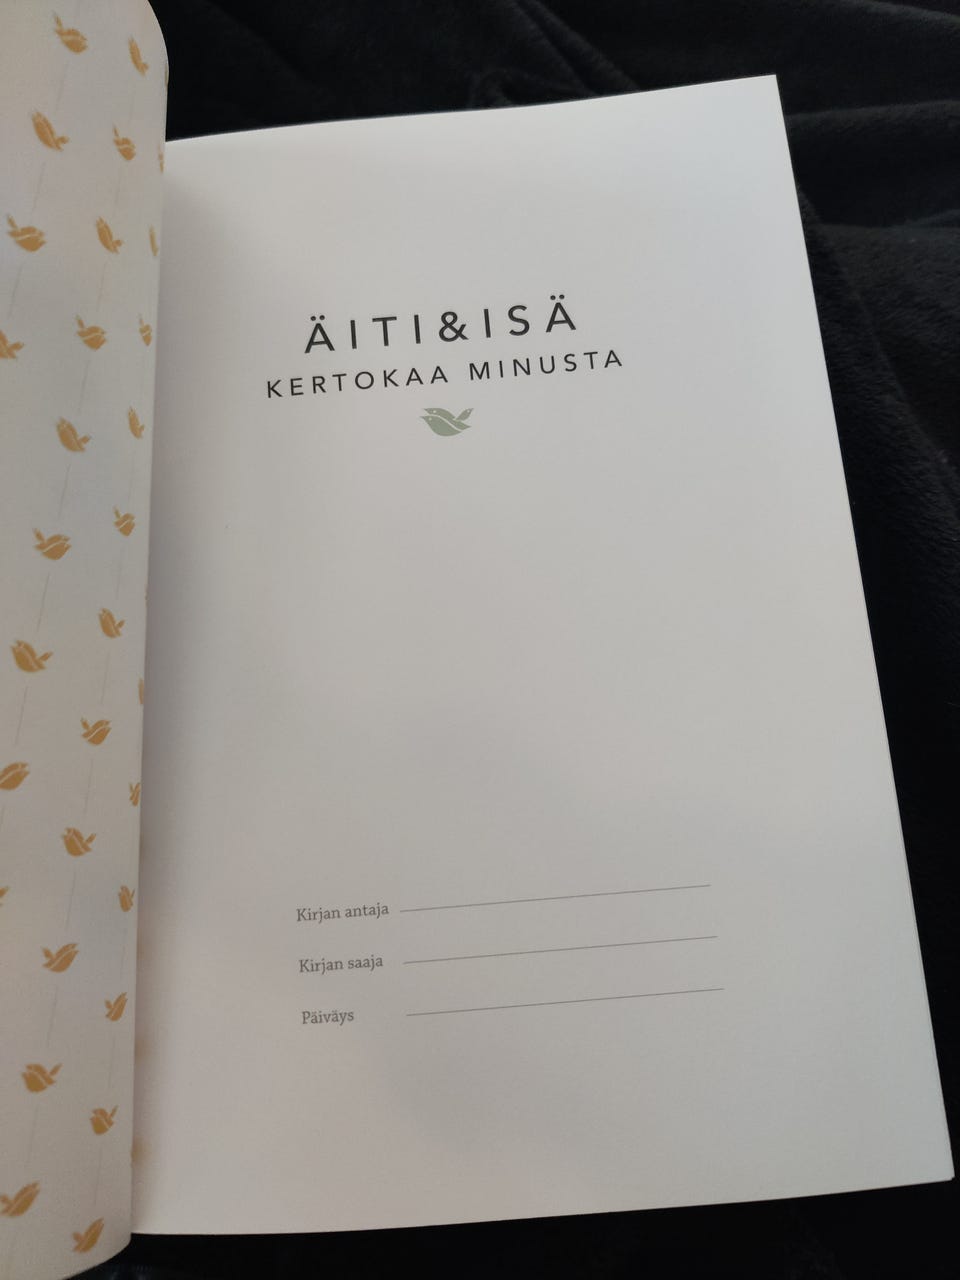 ÄITI&ISÄ
KERTOKAA MINUSTA
Kirjan antaja
Kirjan saaja
Päiväys